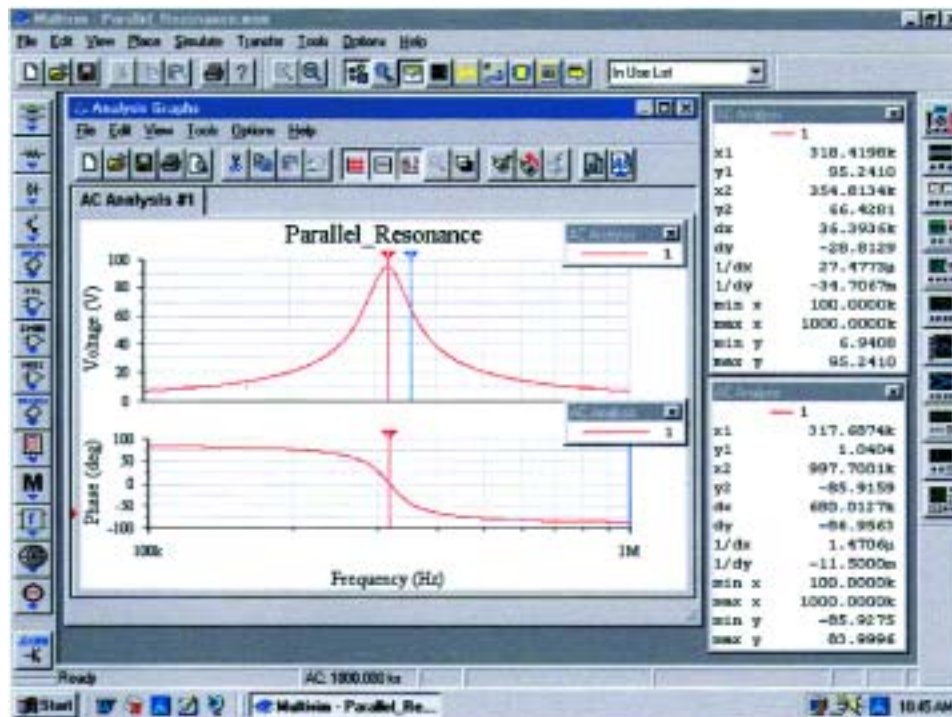 Multisim - Parallel_Resonance.msm
File Edit View Place Simulate Transfer Tools Options Help
In Use List
Analysis Graphs
File Edit View Tools Options Help
AC Analysis #1
Parallel_Resonance
AC Analysis
1
Voltage (V)
100
80
60
40
20
0
AC Analysis
1
Phase (deg)
100
50
0
-50
-100
100k
1M
Frequency (Hz)
AC Analysis
1
x1 318.4198k
y1 95.2410
x2 354.8134k
y2 66.4281
dx 36.3936k
dy -28.8129
1/dx 27.4773µ
1/dy -34.7067m
min x 100.0000k
max x 1000.0000k
min y 6.9408
max y 95.2410
AC Analysis
1
x1 317.6874k
y1 1.0404
x2 997.7001k
y2 -85.9159
dx 680.0127k
dy -86.9563
1/dx 1.4706µ
1/dy -11.5000m
min x 100.0000k
max x 1000.0000k
min y -85.9275
max y 83.9996
M
Ready
Start
Multisim - Parallel_Re...
10:45 AM